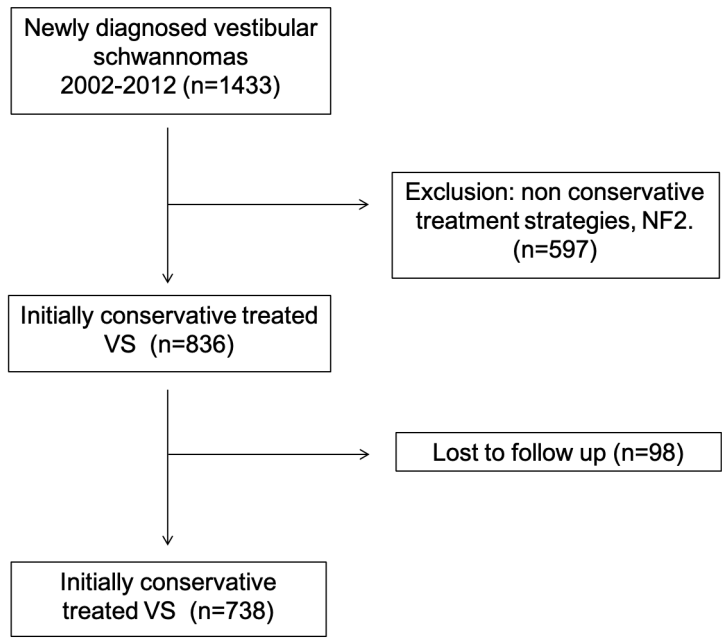 Newly diagnosed vestibular
schwannomas
2002-2012 (n=1433)
Exclusion: non conservative
treatment strategies, NF2.
(n=597)
Initially conservative treated
VS (n=836)
Lost to follow up (n=98)
Initially conservative
treated VS (n=738)